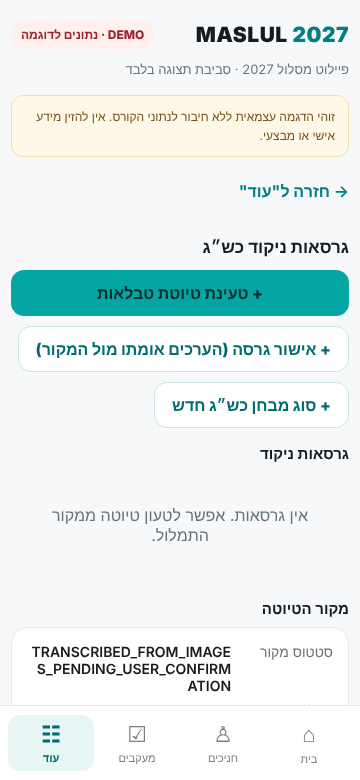 MASLUL 2027
DEMO · נתונים לדוגמה
פיילוט מסלול 2027 · סביבת תצוגה בלבד
זוהי הדגמה עצמאית ללא חיבור לנתוני הקורס. אין להזין מידע
אישי או מבצעי.
→ חזרה ל"עוד"
גרסאות ניקוד כש״ג
+ טעינת טיוטת טבלאות
+ אישור גרסה (הערכים אומתו מול המקור)
+ סוג מבחן כש״ג חדש
גרסאות ניקוד
אין גרסאות. אפשר לטעון טיוטה ממקור
התמלול.
מקור הטיוטה
סטטוס מקור
TRANSCRIBED_FROM_IMAGE
S_PENDING_USER_CONFIRM
ATION
בית
חניכים
מעקבים
עוד